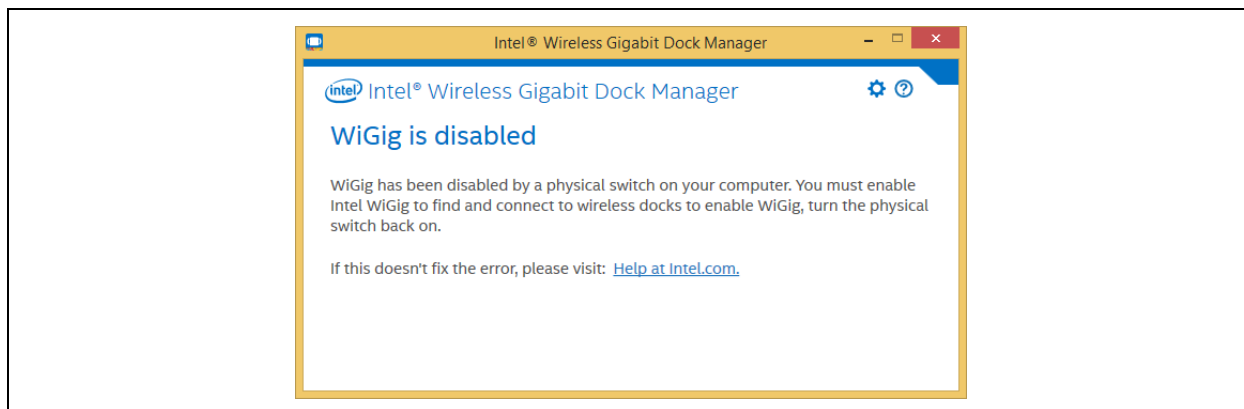 Intel® Wireless Gigabit Dock Manager
intel Intel® Wireless Gigabit Dock Manager
WiGig is disabled
WiGig has been disabled by a physical switch on your computer. You must enable
Intel WiGig to find and connect to wireless docks to enable WiGig, turn the physical
switch back on.
If this doesn't fix the error, please visit: Help at Intel.com.